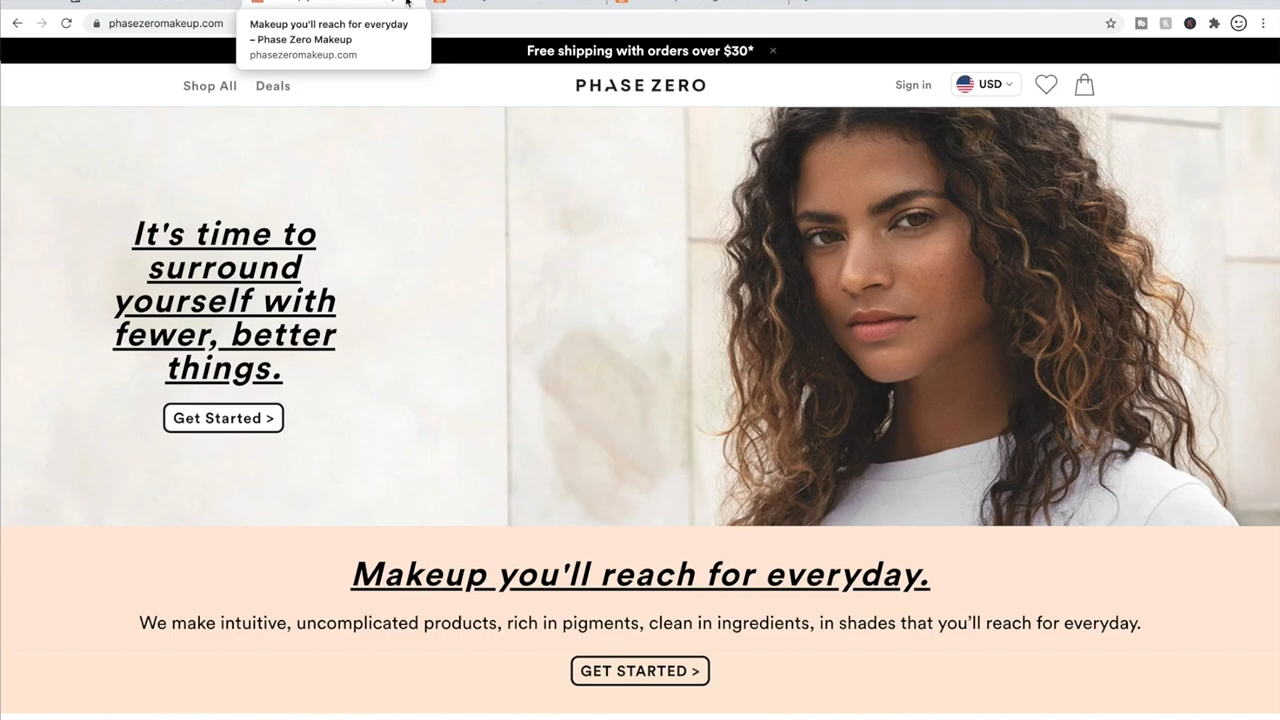 phasezeromakeup.com
Makeup you'll reach for everyday
– Phase Zero Makeup
phasezeromakeup.com
Free shipping with orders over $30* ×
Shop All Deals PHASE ZERO Sign in USD
It's time to
surround
yourself with
fewer, better
things.
Get Started >
Makeup you'll reach for everyday.
We make intuitive, uncomplicated products, rich in pigments, clean in ingredients, in shades that you’ll reach for everyday.
GET STARTED >